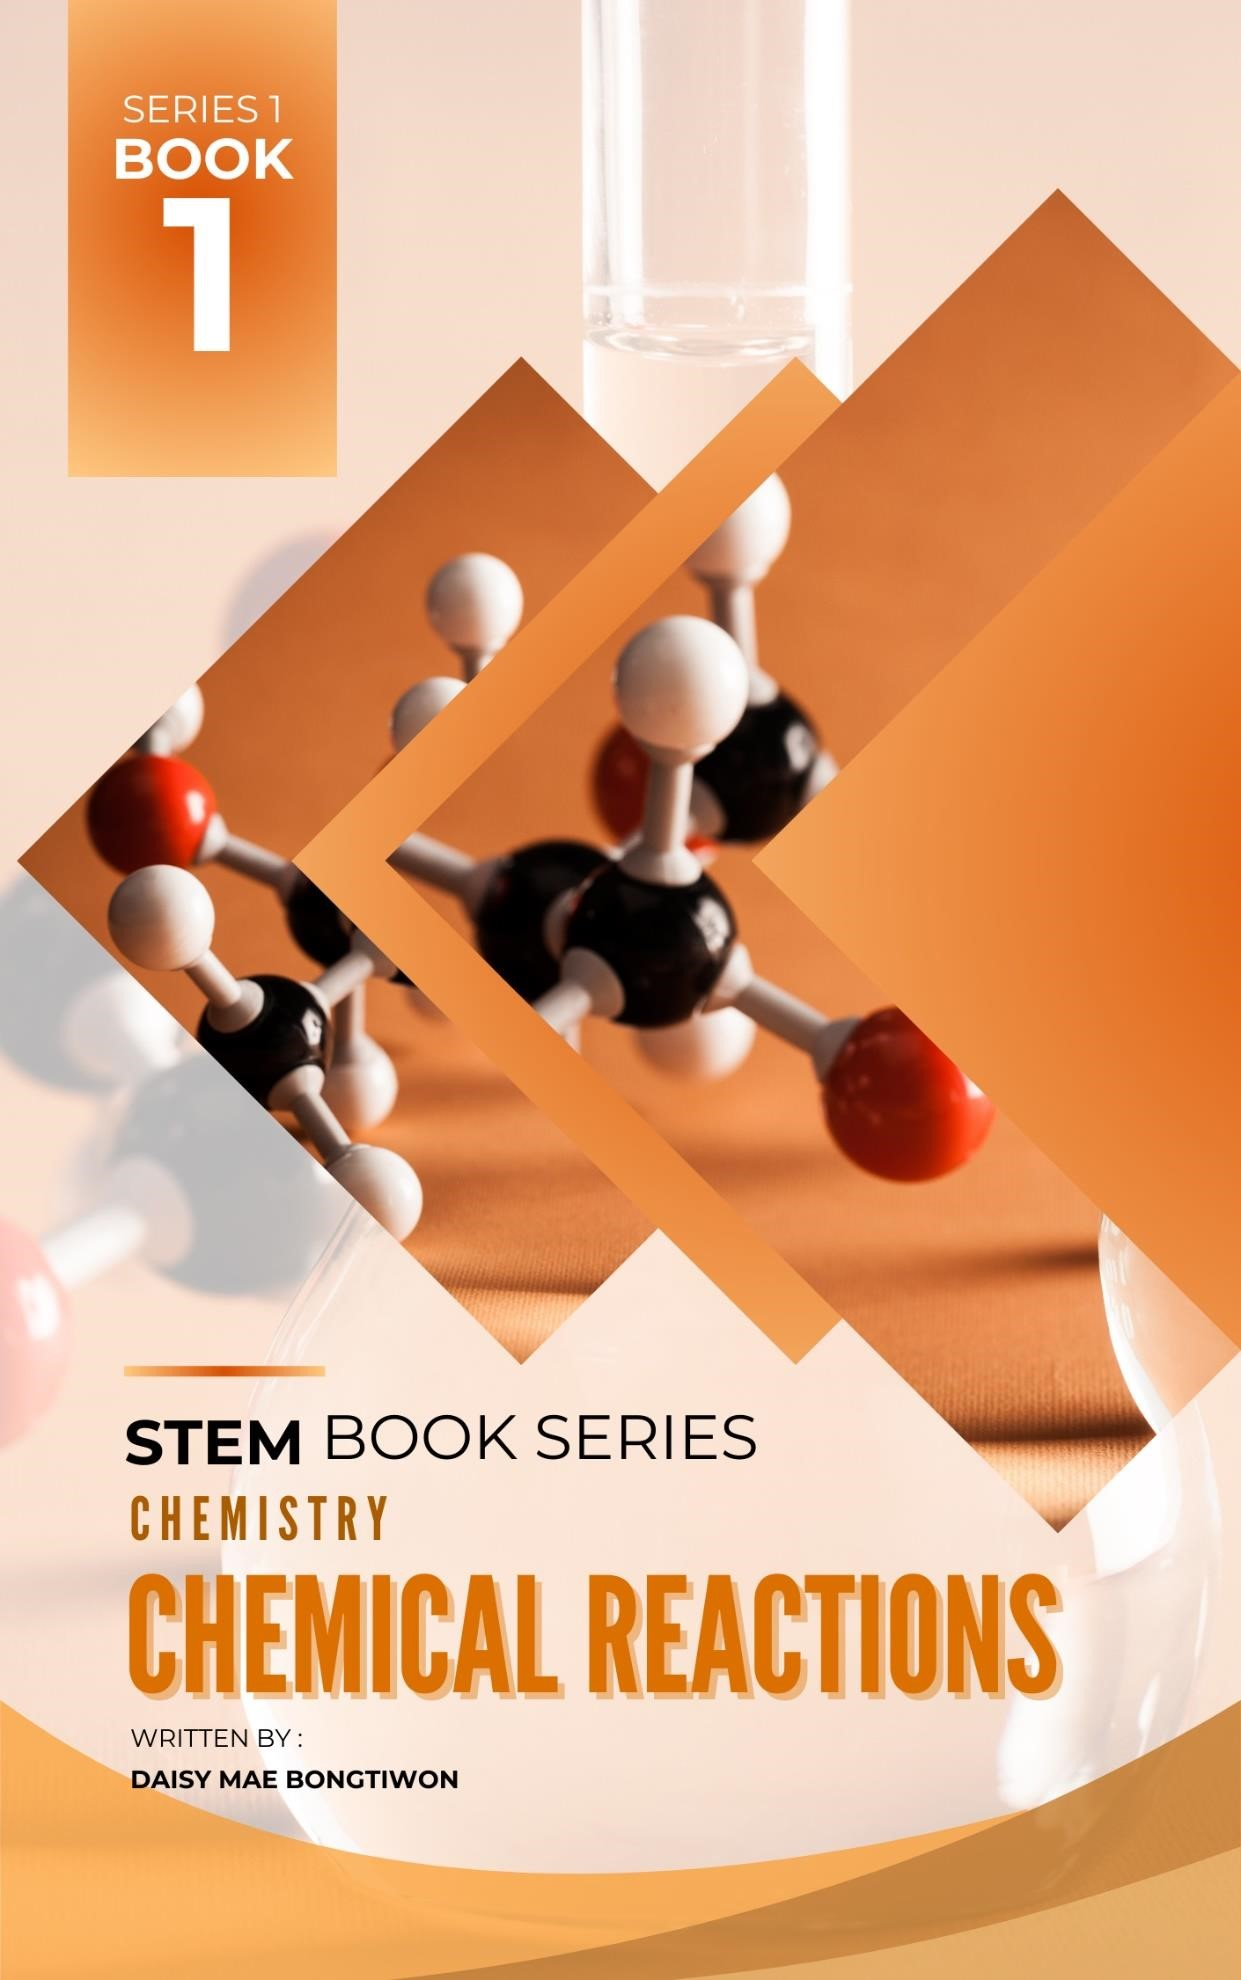 SERIES 1
BOOK
1
STEM BOOK SERIES
CHEMISTRY
CHEMICAL REACTIONS
WRITTEN BY :
DAISY MAE BONGTIWON